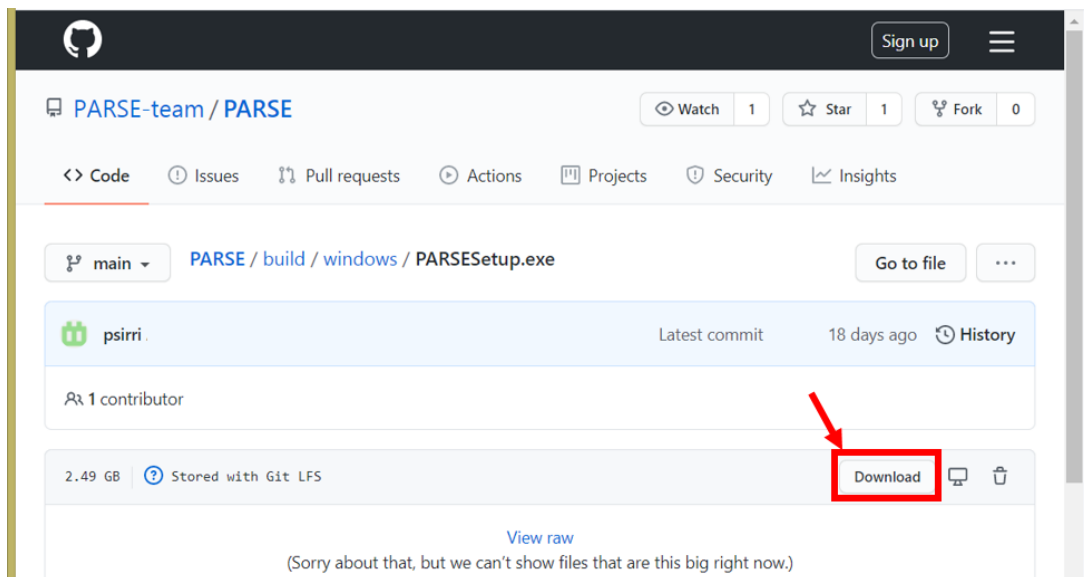 Sign up
PARSE-team / PARSE
Watch 1
Star 1
Fork 0
<> Code
Issues
Pull requests
Actions
Projects
Security
Insights
main
PARSE / build / windows / PARSESetup.exe
Go to file
...
psirri
Latest commit
18 days ago
History
1 contributor
2.49 GB
? Stored with Git LFS
Download
View raw
(Sorry about that, but we can't show files that are this big right now.)